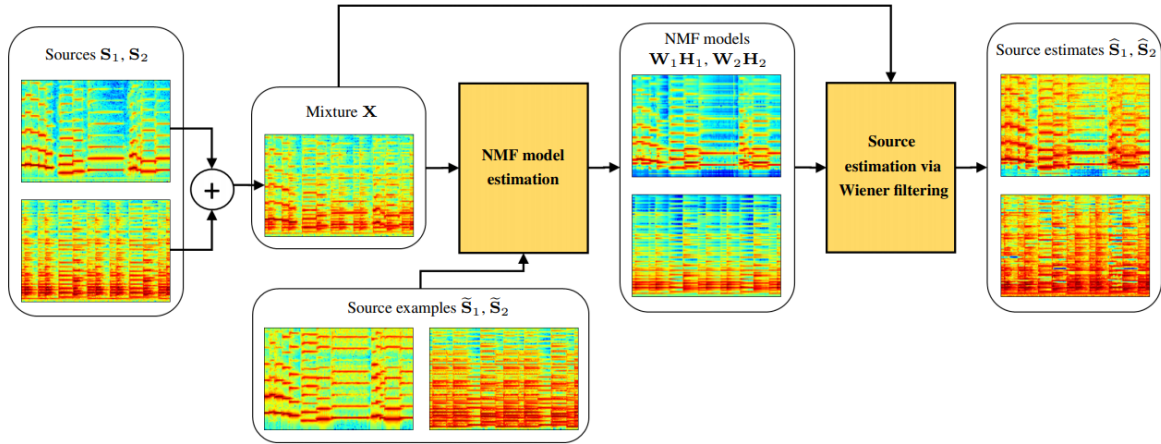 Sources S₁, S₂
+
Mixture X
NMF model
estimation
Source examples S̃₁, S̃₂
NMF models
W₁H₁, W₂H₂
Source
estimation via
Wiener filtering
Source estimates Ŝ₁, Ŝ₂